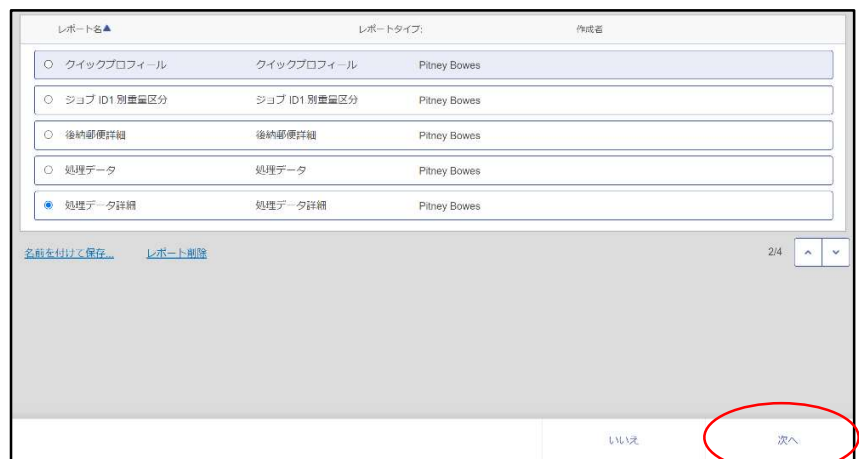 レポート名▲ レポートタイプ: 作成者
クイックプロフィール クイックプロフィール Pitney Bowes
ジョブ ID1 別重量区分 ジョブ ID1 別重量区分 Pitney Bowes
後納郵便詳細 後納郵便詳細 Pitney Bowes
処理データ 処理データ Pitney Bowes
処理データ詳細 処理データ詳細 Pitney Bowes
名前を付けて保存... レポート削除 2/4
いいえ 次へ